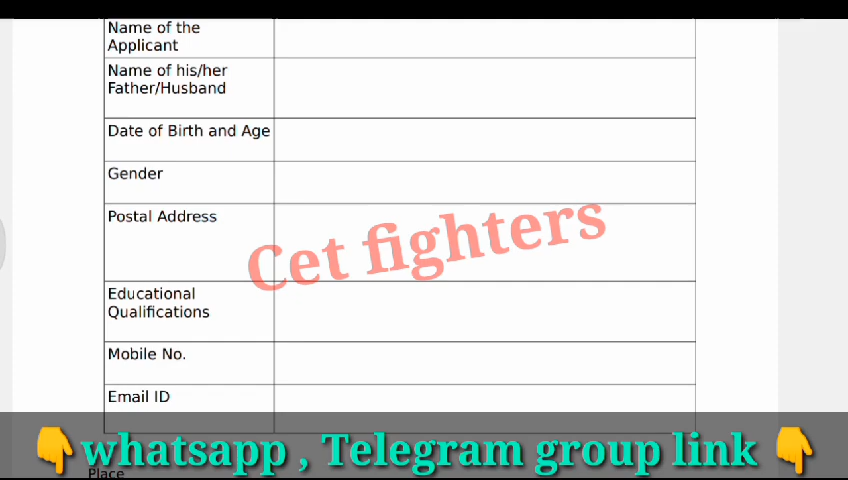 Name of the
Applicant
Name of his/her
Father/Husband
Date of Birth and Age
Gender
Postal Address
Cet fighters
Educational
Qualifications
Mobile No.
Email ID
👇whatsapp , Telegram group link 👇
Place